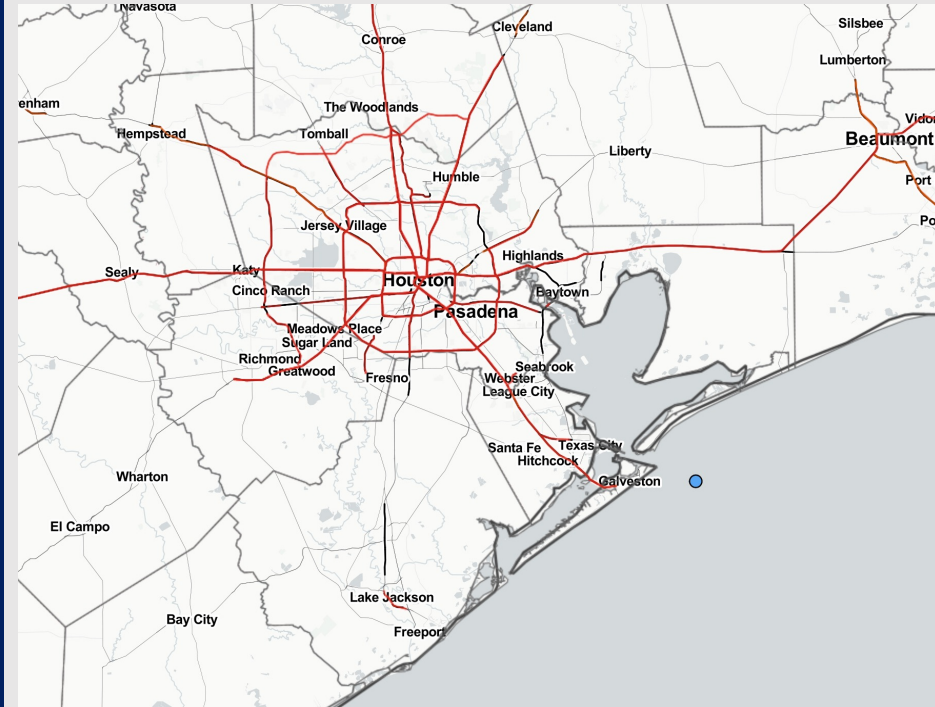 Navasota
Cleveland
Silsbee
Conroe
Lumberton
The Woodlands
enham
Hempstead
Tomball
Vidor
Beaumont
Liberty
Humble
Port
Po
Jersey Village
Highlands
Sealy
Katy
Houston
Cinco Ranch
Baytown
Pasadena
Meadows Place
Sugar Land
Richmond
Greatwood
Seabrook
Fresno
Webster
League City
Santa Fe
Texas City
Hitchcock
Wharton
Galveston
El Campo
Lake Jackson
Bay City
Freeport